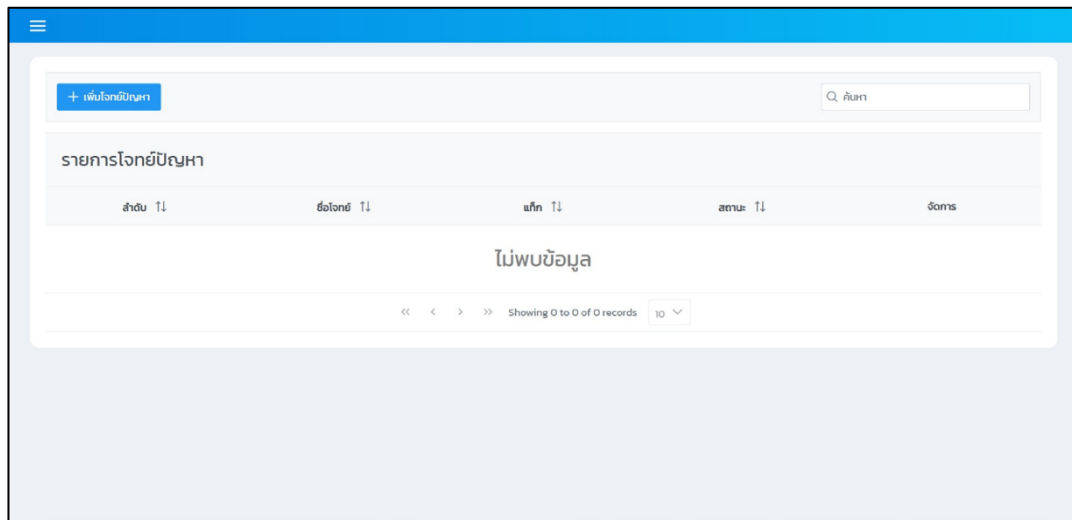 เพิ่มโจทย์ปัญหา
ค้นหา
รายการโจทย์ปัญหา
ลำดับ ชื่อโจทย์ แท็ก สถานะ จัดการ
ไม่พบข้อมูล
Showing 0 to 0 of 0 records 10